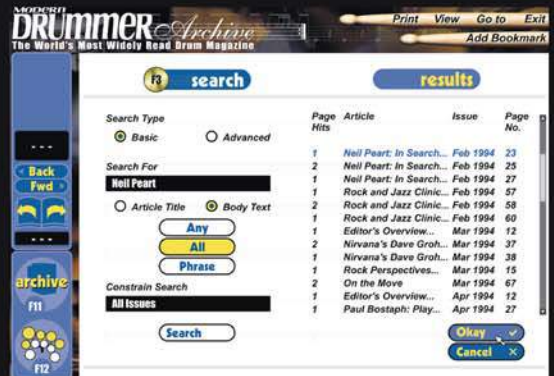 MODERN
DRUMMER Archive
The World's Most Widely Read Drum Magazine
Print View Go to Exit
Add Bookmark
F3 search
results
Search Type
Basic Advanced
Search For
Neil Peart
Article Title Body Text
Any
All
Phrase
Constrain Search
All Issues
Search
Page Hits Article Issue Page No.
1 Neil Peart: In Search... Feb 1994 23
2 Neil Peart: In Search... Feb 1994 25
1 Neil Peart: In Search... Feb 1994 27
1 Rock and Jazz Clinic... Feb 1994 57
2 Rock and Jazz Clinic... Feb 1994 58
1 Rock and Jazz Clinic... Feb 1994 60
1 Editor's Overview... Mar 1994 12
2 Nirvana's Dave Groh... Mar 1994 37
1 Nirvana's Dave Groh... Mar 1994 38
1 Rock Perspectives... Mar 1994 15
2 On the Move Mar 1994 67
1 Editor's Overview... Apr 1994 12
1 Paul Bostaph: Play... Apr 1994 27
Okay
Cancel
Back
Fwd
archive
F11
F12